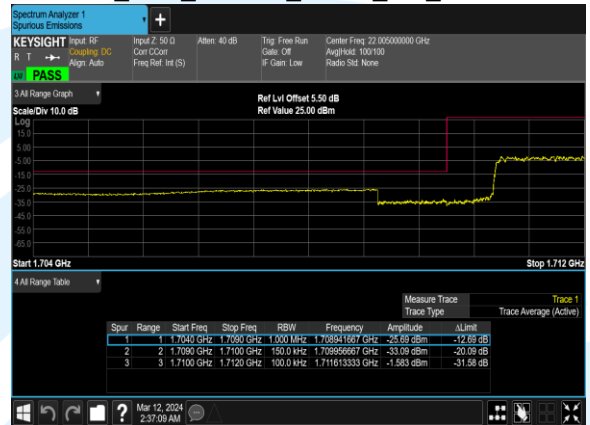 Spectrum Analyzer 1
Spurious Emissions
KEYSIGHT Input: RF Input Z: 50 Ω Atten: 40 dB Trig: Free Run Center Freq: 22.005000000 GHz
R T Coupling: DC Corr CCorr Gate: Off Avg|Hold: 100/100
Align: Auto Freq Ref: Int (S) IF Gain: Low Radio Std: None
PASS
3 All Range Graph
Ref Lvl Offset 5.50 dB
Scale/Div 10.0 dB Ref Value 25.00 dBm
Log
15.0
5.00
-5.00
-15.0
-25.0
-35.0
-45.0
-55.0
-65.0
Start 1.704 GHz Stop 1.712 GHz
4 All Range Table
Measure Trace Trace 1
Trace Type Trace Average (Active)
Spur Range Start Freq Stop Freq RBW Frequency Amplitude ΔLimit
1 1 1.7040 GHz 1.7090 GHz 1.000 MHz 1.708941667 GHz -25.69 dBm -12.69 dB
2 2 1.7090 GHz 1.7100 GHz 150.0 kHz 1.709956667 GHz -33.09 dBm -20.09 dB
3 3 1.7100 GHz 1.7120 GHz 100.0 kHz 1.711613333 GHz -1.583 dBm -31.58 dB
? Mar 12, 2024
2:37:09 AM